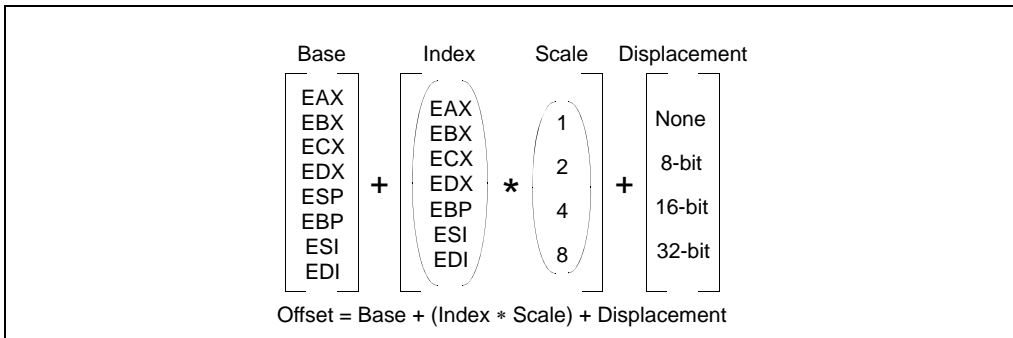 Base Index Scale Displacement
EAX
EBX
ECX
EDX
ESP
EBP
ESI
EDI
+
EAX
EBX
ECX
EDX
EBP
ESI
EDI
*
1
2
4
8
+
None
8-bit
16-bit
32-bit
Offset = Base + (Index * Scale) + Displacement